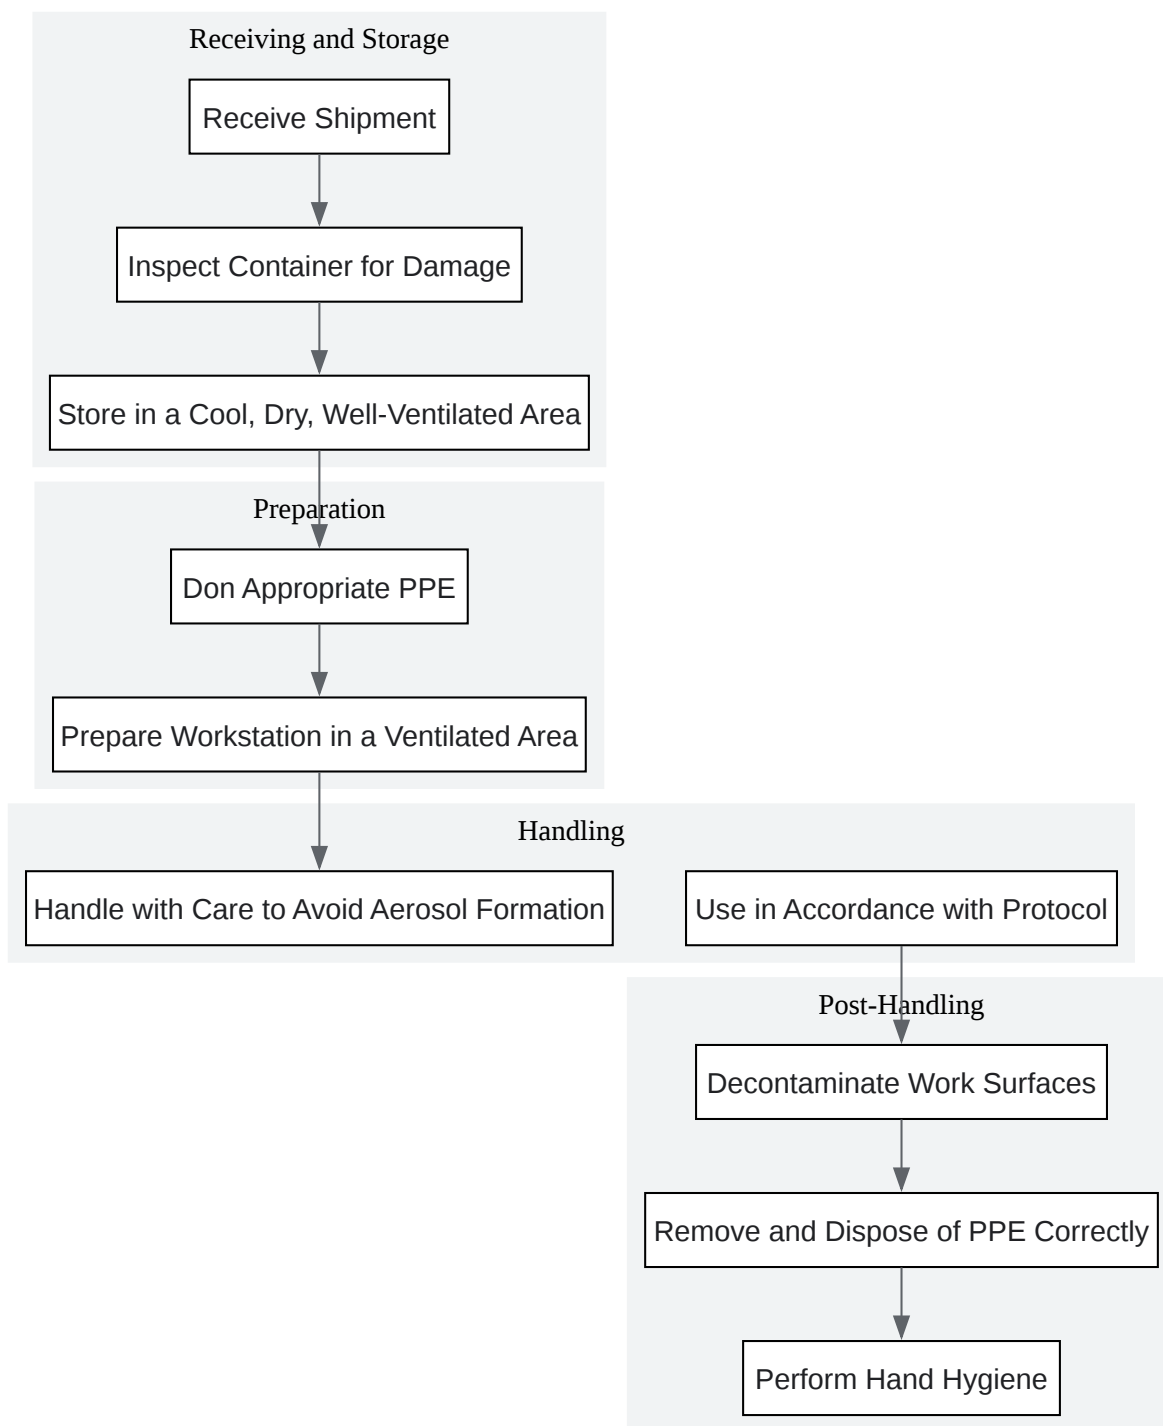 Receiving and Storage
Receive Shipment
Inspect Container for Damage
Store in a Cool, Dry, Well-Ventilated Area
Preparation
Don Appropriate PPE
Prepare Workstation in a Ventilated Area
Handling
Handle with Care to Avoid Aerosol Formation
Use in Accordance with Protocol
Post-Handling
Decontaminate Work Surfaces
Remove and Dispose of PPE Correctly
Perform Hand Hygiene